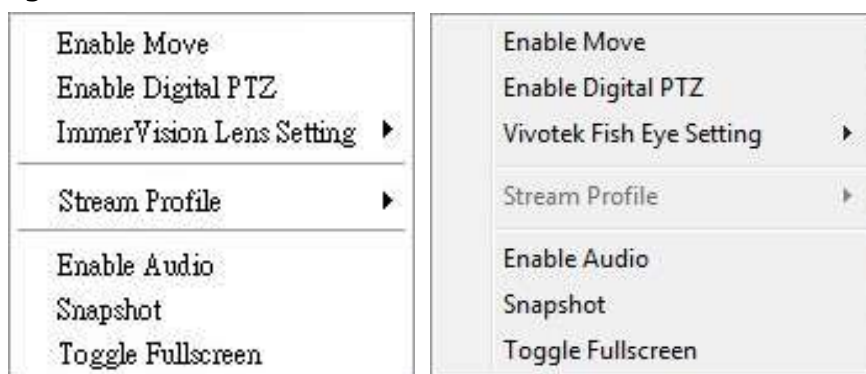 Enable Move
Enable Digital PTZ
ImmerVision Lens Setting
Stream Profile
Enable Audio
Snapshot
Toggle Fullscreen
Enable Move
Enable Digital PTZ
Vivotek Fish Eye Setting
Stream Profile
Enable Audio
Snapshot
Toggle Fullscreen